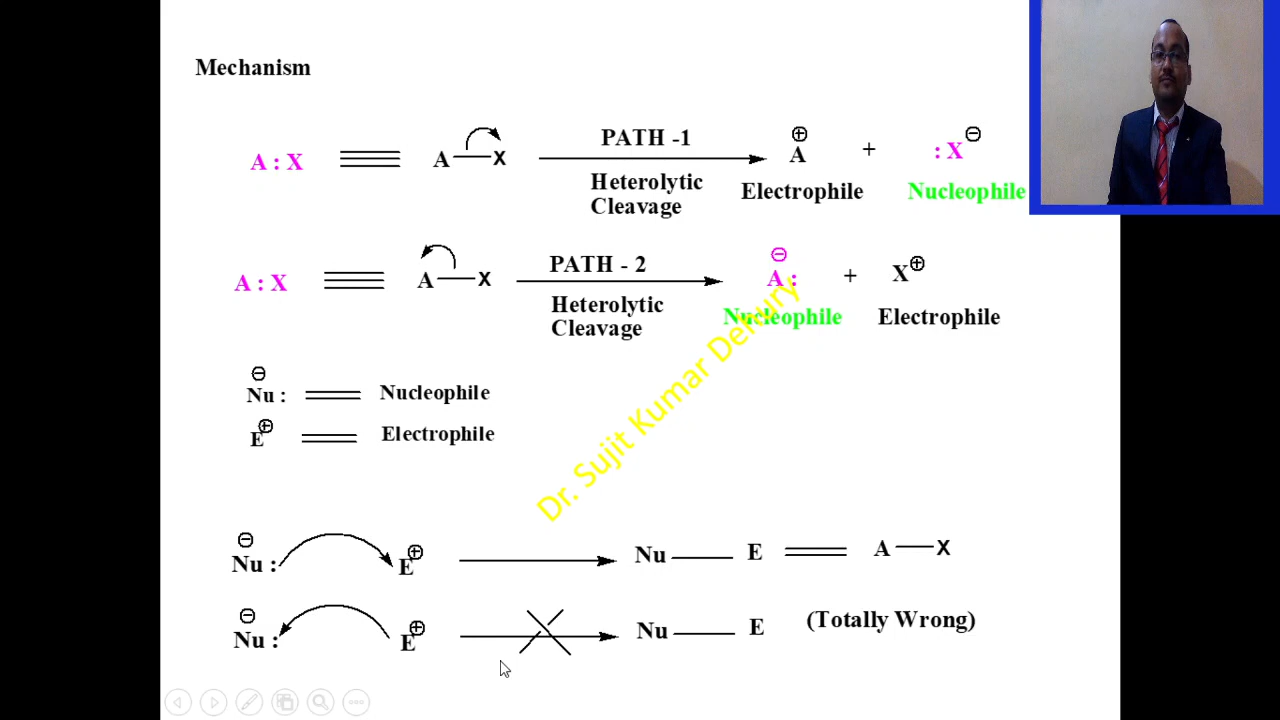 Mechanism
A : X A X PATH -1 ⊕ A + : X ⊖
Heterolytic Cleavage Electrophile Nucleophile
A : X A X PATH - 2 ⊖ A : + X ⊕
Heterolytic Cleavage Nucleophile Electrophile
⊖
Nu : Nucleophile
E ⊕ Electrophile
Dr. Sujit Kumar Dehury
⊖ Nu : E ⊕ Nu E A X
⊖ Nu : E ⊕ Nu E (Totally Wrong)